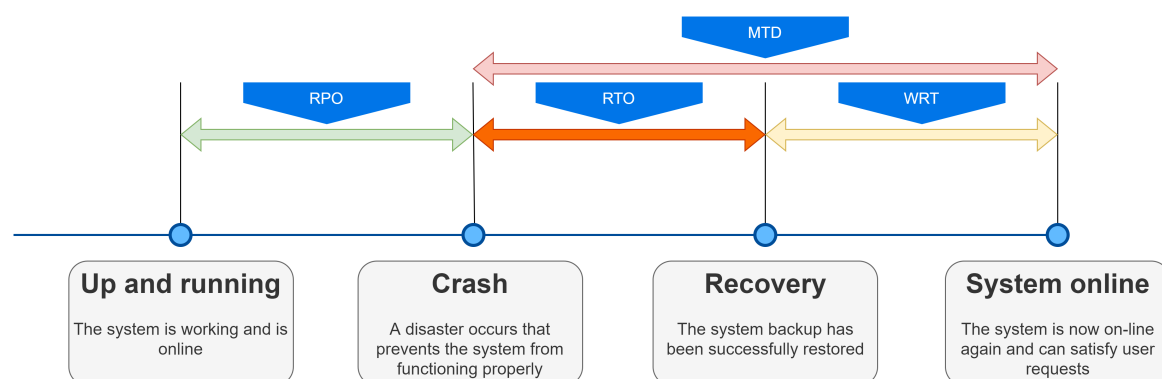 MTD
RPO
RTO
WRT
Up and running
The system is working and is
online
Crash
A disaster occurs that
prevents the system from
functioning properly
Recovery
The system backup has
been successfully restored
System online
The system is now on-line
again and can satisfy user
requests